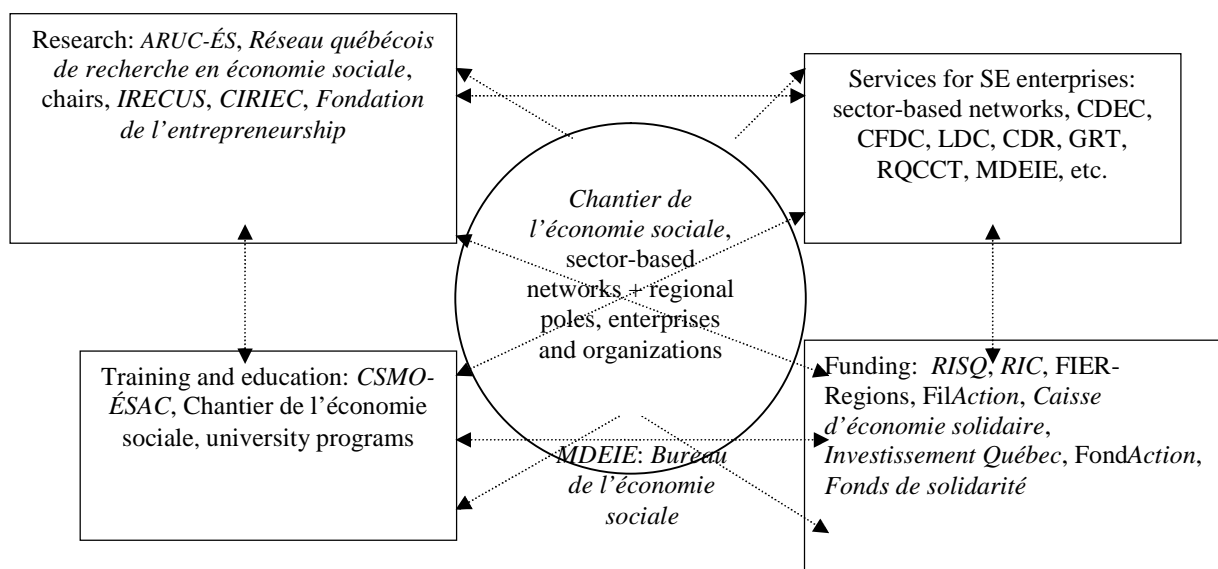 Research: ARUC-ÉS, Réseau québécois
de recherche en économie sociale,
chairs, IRECUS, CIRIEC, Fondation
de l'entrepreneurship
Services for SE enterprises:
sector-based networks, CDEC,
CFDC, LDC, CDR, GRT,
RQCCT, MDEIE, etc.
Chantier de
l'économie sociale,
sector-based
networks + regional
poles, enterprises
and organizations
Training and education: CSMO-
ÉSAC, Chantier de l'économie
sociale, university programs
Funding: RISQ, RIC, FIER-
Regions, FilAction, Caisse
d'économie solidaire,
Investissement Québec, FondAction,
Fonds de solidarité
MDEIE: Bureau
de l'économie
sociale